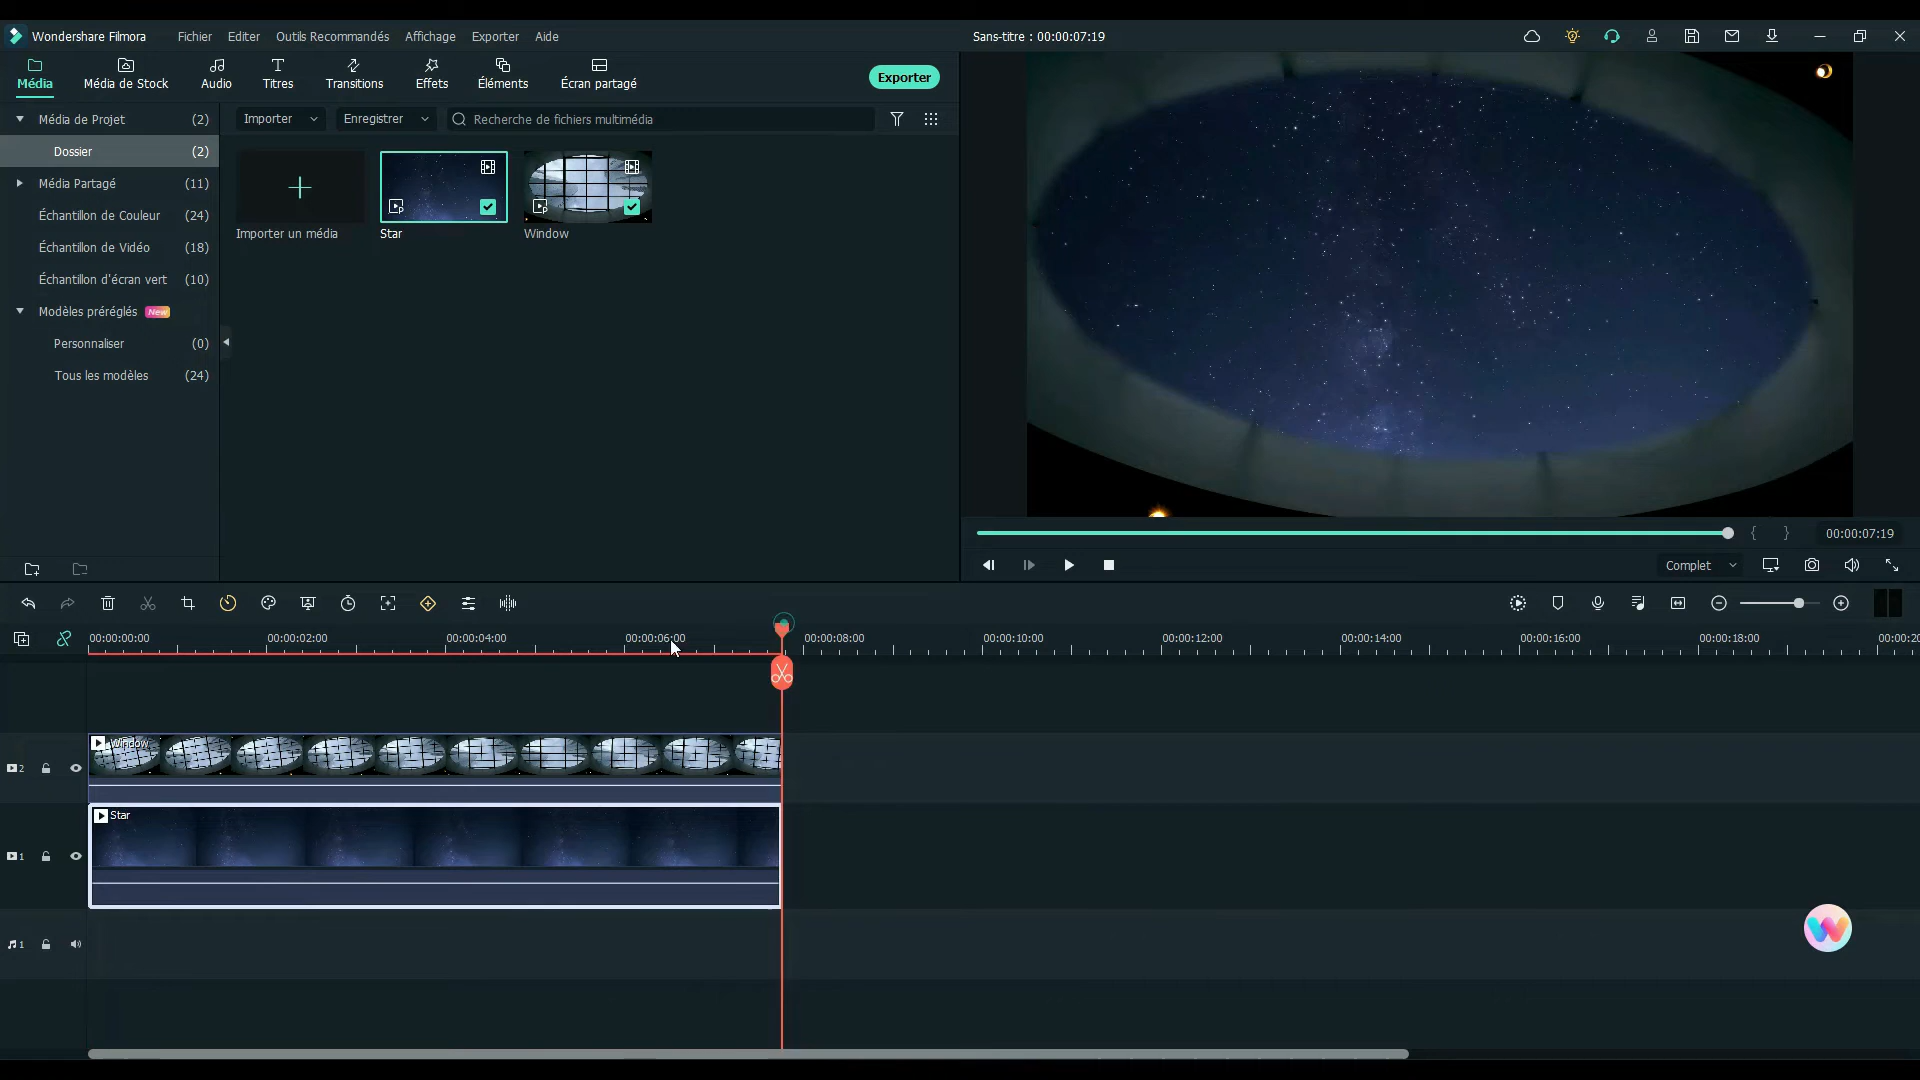 Wondershare Filmora
Fichier
Editer
Outils Recommandés
Affichage
Exporter
Aide
Sans-titre : 00:00:07:19
Média
Média de Stock
Audio
Titres
Transitions
Effets
Éléments
Écran partagé
Exporter
Média de Projet (2)
Dossier (2)
Média Partagé (11)
Échantillon de Couleur (24)
Échantillon de Vidéo (18)
Échantillon d'écran vert (10)
Modèles préréglés New
Personnaliser (0)
Tous les modèles (24)
Importer
Enregistrer
Recherche de fichiers multimédia
Importer un média
Star
Window
{ }
00:00:07:19
Complet
00:00:00:00
00:00:02:00
00:00:04:00
00:00:06:00
00:00:08:00
00:00:10:00
00:00:12:00
00:00:14:00
00:00:16:00
00:00:18:00
00:00:20
Window
2
Star
1
1